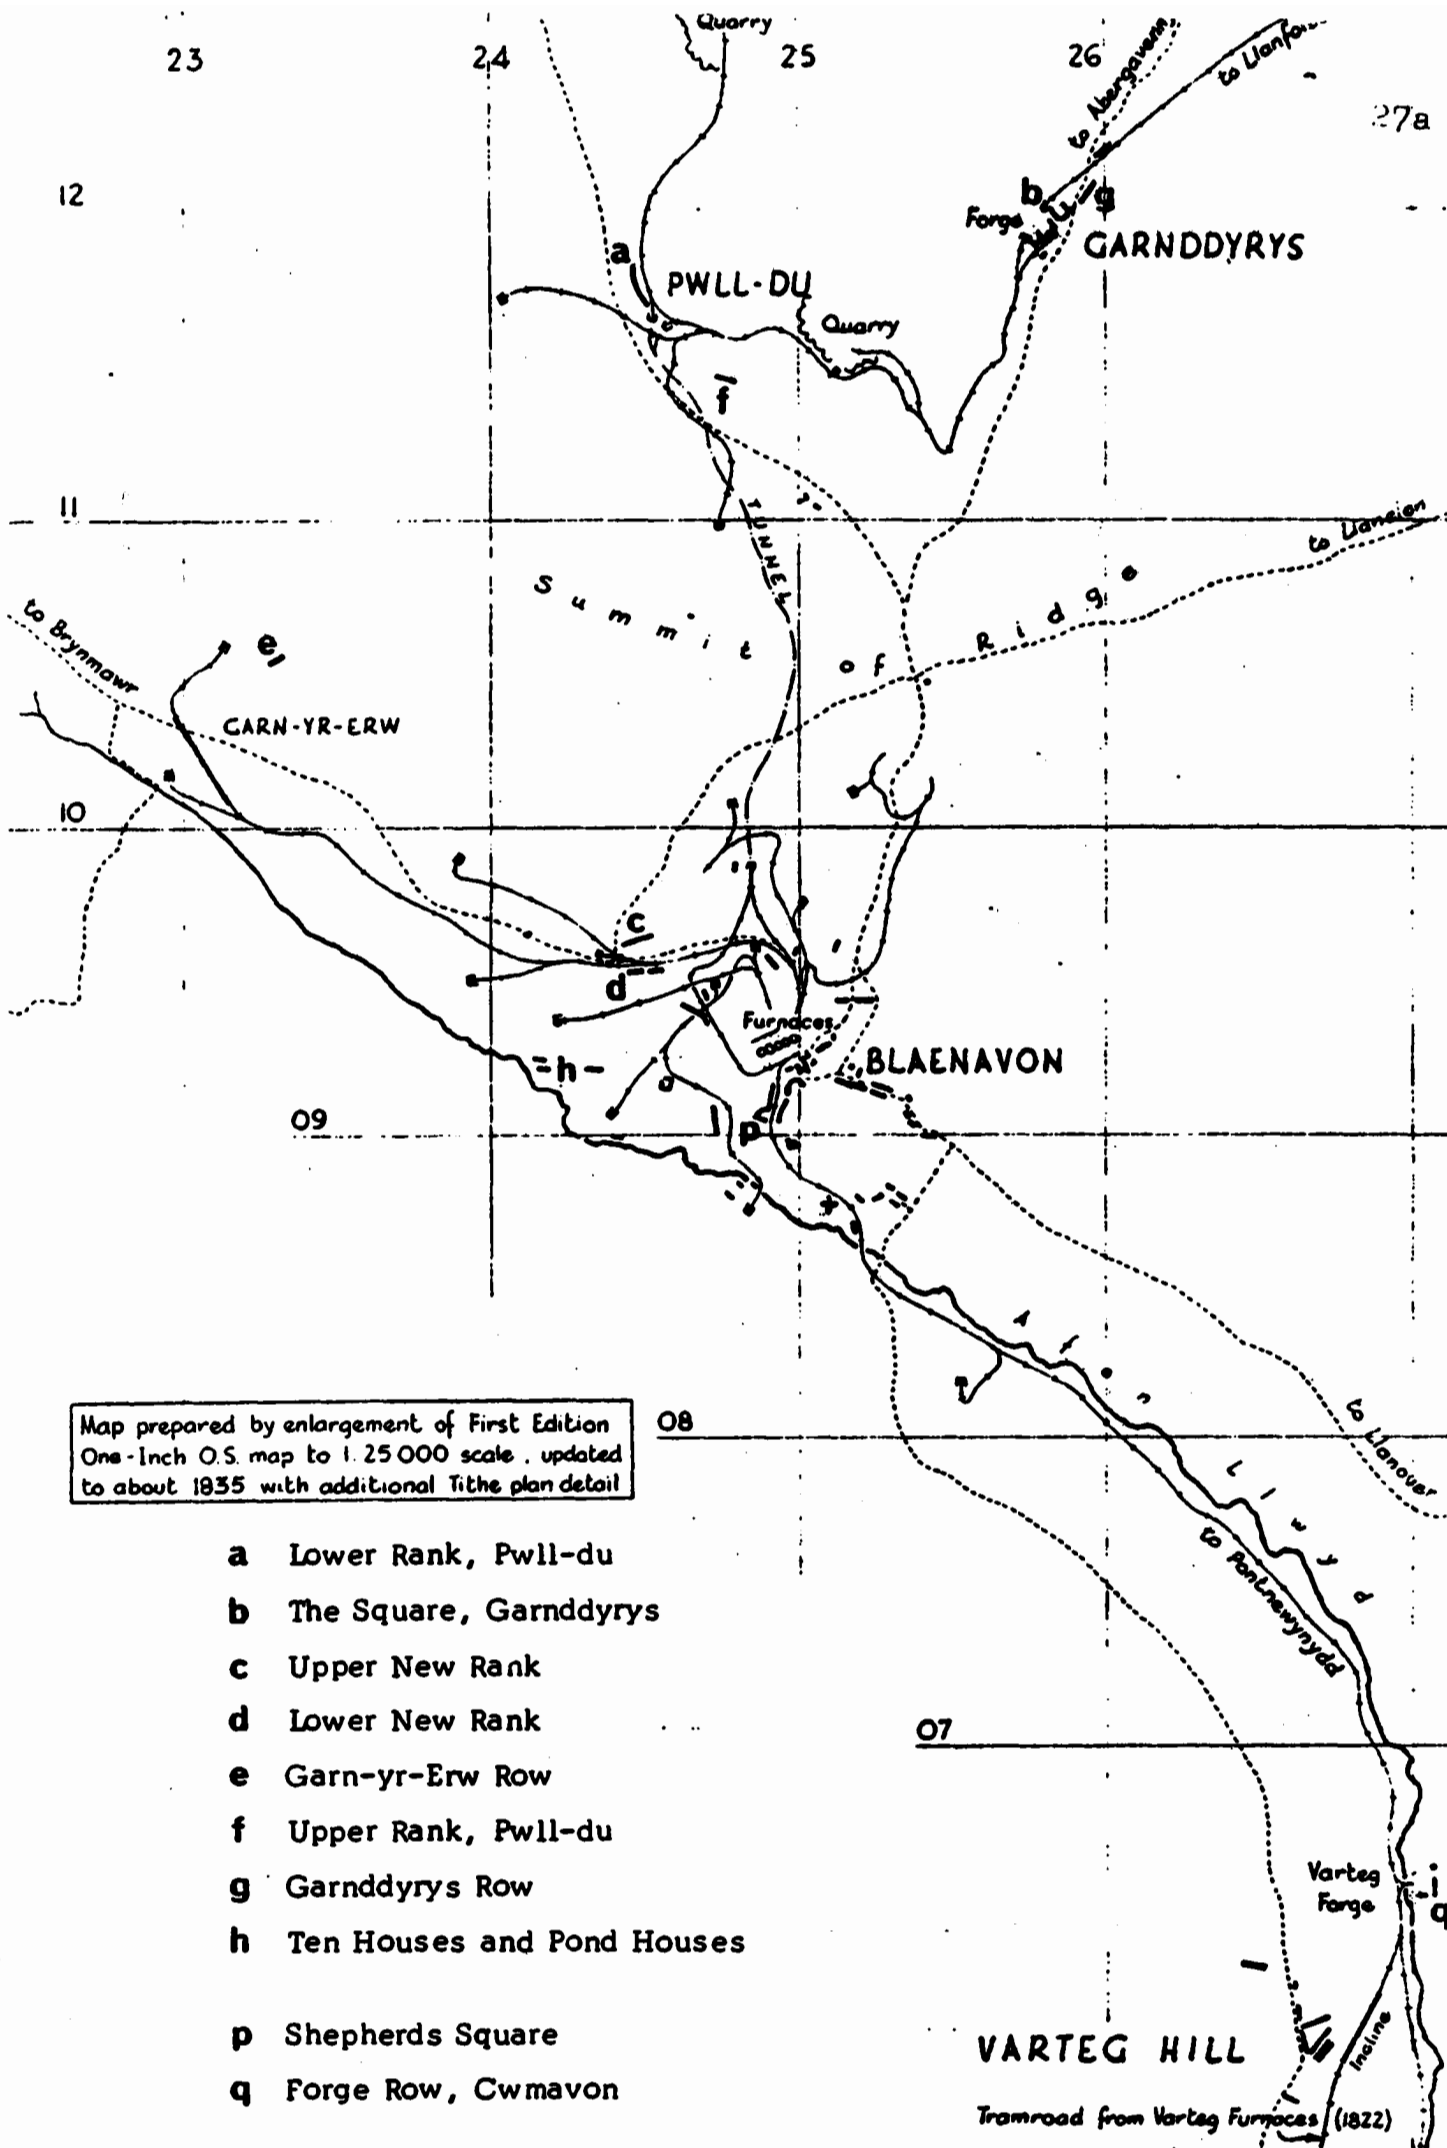 Quarry
23 24 25 26
to Abergavenn
to Llanfo
27a
12
b g
Forge
GARNDDYRYS
a
PWLL-DU
Quarry
f
11
TUNNEL
to Llan
Summit of Ridge
to Brynmawr
e
GARN-YR-ERW
10
c
d
Furnaces
BLAENAVON
h
09
p
Afon Llwyd
08
to Llanover
to Pontnewynydd
Map prepared by enlargement of First Edition
One-Inch O.S. map to 1:25000 scale, updated
to about 1835 with additional Tithe plan detail
a Lower Rank, Pwll-du
b The Square, Garnddyrys
c Upper New Rank
d Lower New Rank
07
e Garn-yr-Erw Row
f Upper Rank, Pwll-du
g Garnddyrys Row
h Ten Houses and Pond Houses
Varteg
Forge
q
p Shepherds Square
q Forge Row, Cwmavon
VARTEG HILL
Incline
Tramroad from Varteg Furnaces (1822)